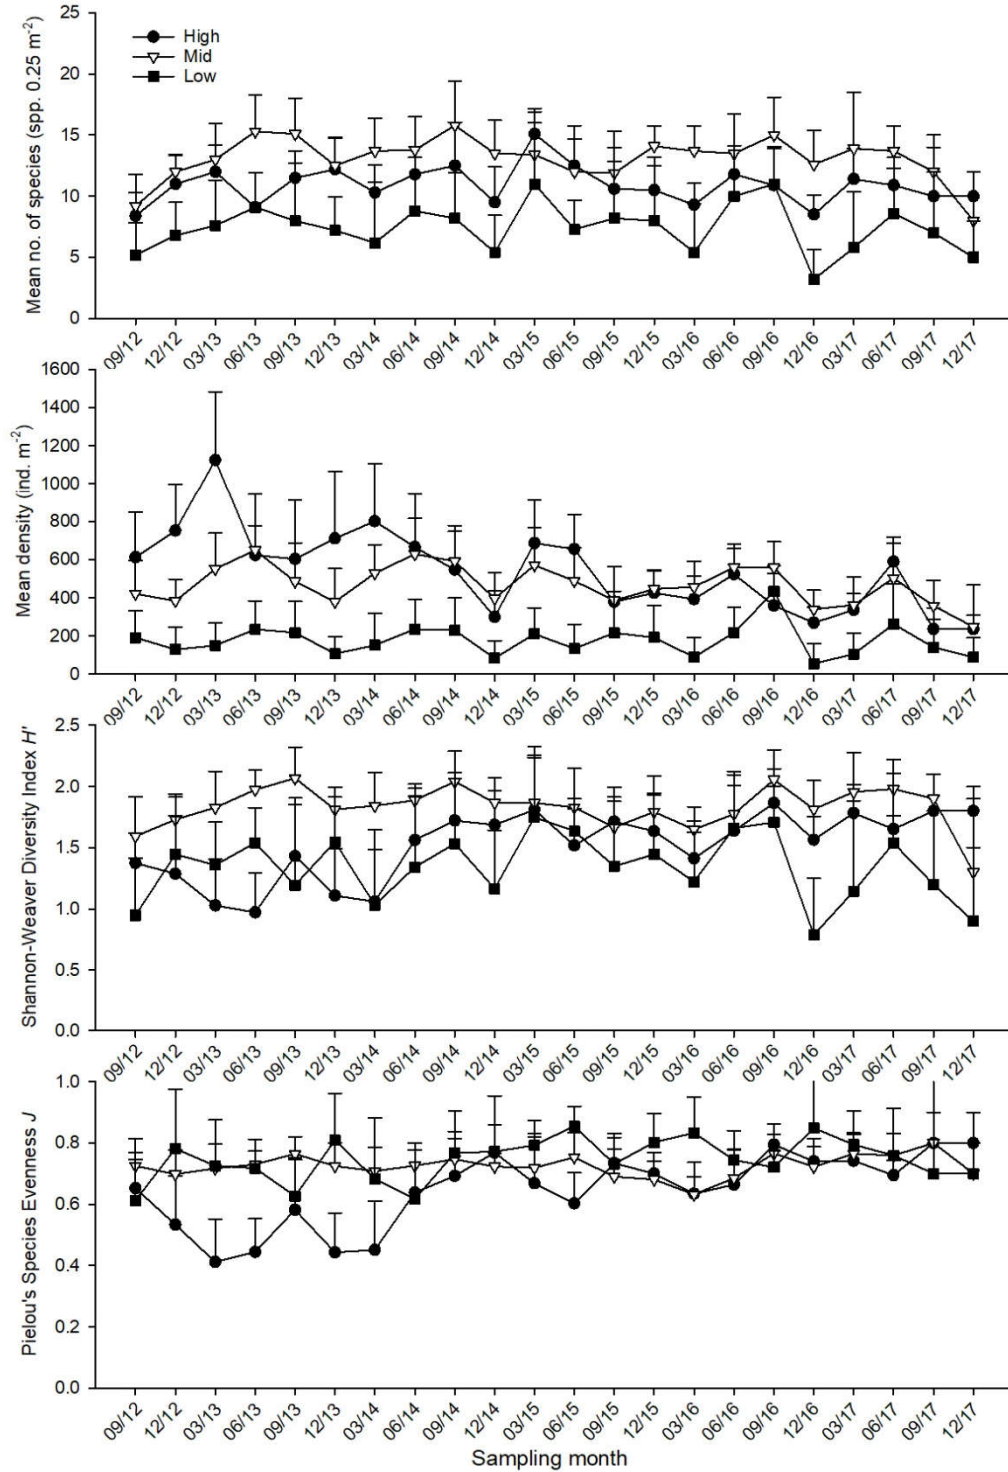 25
20
15
10
5
0
Mean no. of species (spp. 0.25 m⁻²)
High
Mid
Low
09/12 12/12 03/13 06/13 09/13 12/13 03/14 06/14 09/14 12/14 03/15 06/15 09/15 12/15 03/16 06/16 09/16 12/16 03/17 06/17 09/17 12/17
1600
1400
1200
1000
800
600
400
200
0
Mean density (ind. m⁻²)
09/12 12/12 03/13 06/13 09/13 12/13 03/14 06/14 09/14 12/14 03/15 06/15 09/15 12/15 03/16 06/16 09/16 12/16 03/17 06/17 09/17 12/17
2.5
2.0
1.5
1.0
0.5
0.0
Shannon-Weaver Diversity Index H'
09/12 12/12 03/13 06/13 09/13 12/13 03/14 06/14 09/14 12/14 03/15 06/15 09/15 12/15 03/16 06/16 09/16 12/16 03/17 06/17 09/17 12/17
1.0
0.8
0.6
0.4
0.2
0.0
Pielou's Species Evenness J
09/12 12/12 03/13 06/13 09/13 12/13 03/14 06/14 09/14 12/14 03/15 06/15 09/15 12/15 03/16 06/16 09/16 12/16 03/17 06/17 09/17 12/17
Sampling month